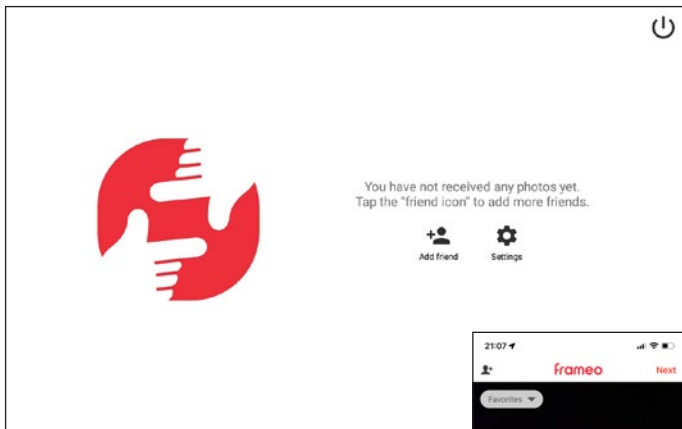 You have not received any photos yet.
Tap the "friend icon" to add more friends.
Add friend
Settings
21:07
frameo
Next
Favorites